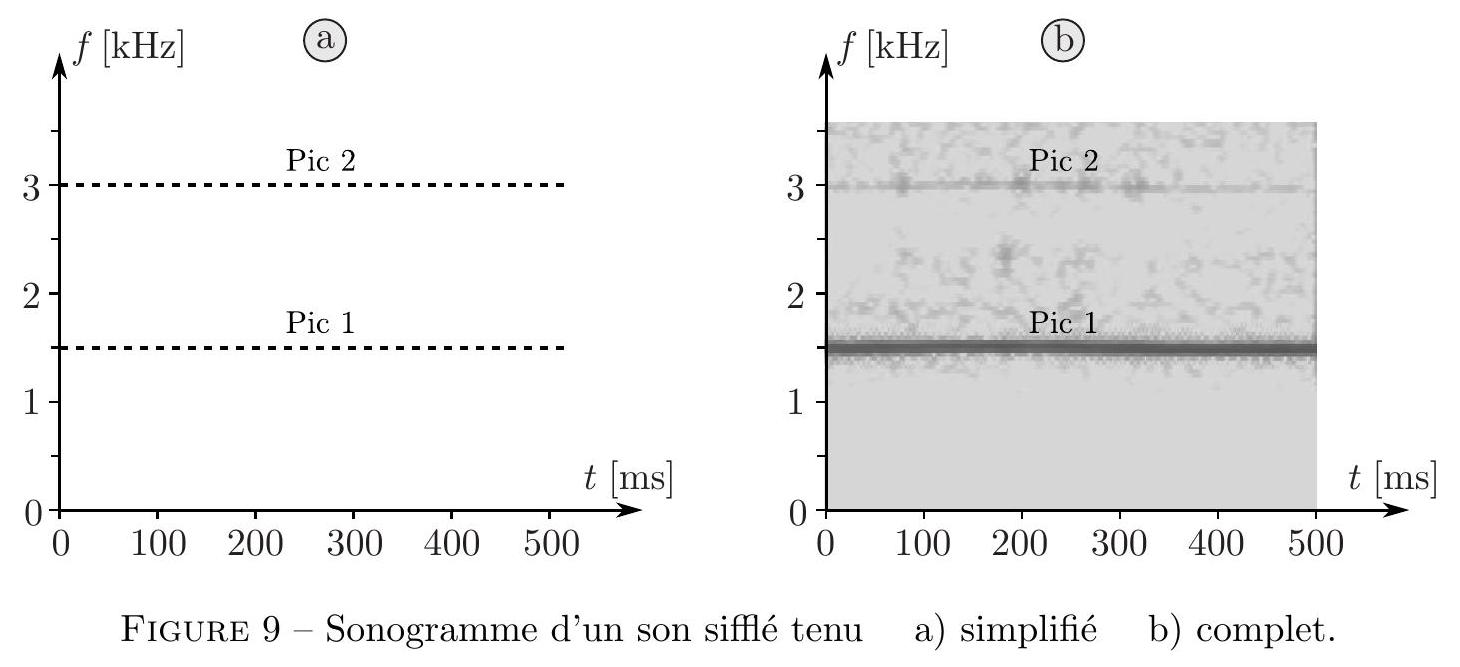 f [kHz]
a
Pic 2
3
2
Pic 1
1
t [ms]
0
0 100 200 300 400 500
f [kHz]
b
Pic 2
3
2
Pic 1
1
t [ms]
0
0 100 200 300 400 500
FIGURE 9 – Sonogramme d'un son sifflé tenu a) simplifié b) complet.